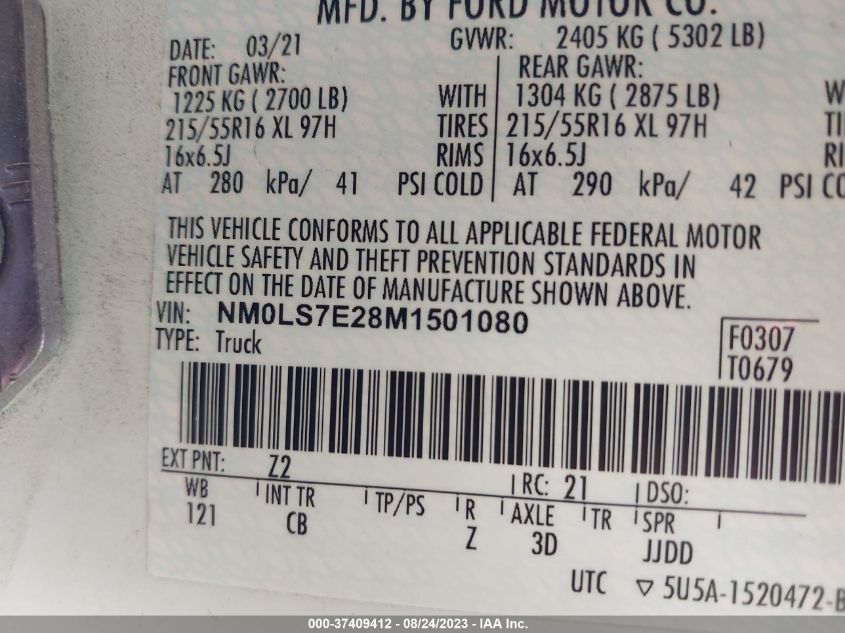 MFD. BY FORD MOTOR CO.
DATE: 03/21 GVWR: 2405 KG ( 5302 LB)
FRONT GAWR: REAR GAWR:
1225 KG ( 2700 LB) WITH 1304 KG ( 2875 LB)
215/55R16 XL 97H TIRES 215/55R16 XL 97H
16x6.5J RIMS 16x6.5J
AT 280 kPa/ 41 PSI COLD AT 290 kPa/ 42 PSI
THIS VEHICLE CONFORMS TO ALL APPLICABLE FEDERAL MOTOR
VEHICLE SAFETY AND THEFT PREVENTION STANDARDS IN
EFFECT ON THE DATE OF MANUFACTURE SHOWN ABOVE.
VIN: NM0LS7E28M1501080
TYPE: Truck
F0307
T0679
EXT PNT: Z2 RC: 21 DSO:
WB INT TR TP/PS R AXLE TR SPR
121 CB Z 3D JJDD
UTC ▽ 5U5A-1520472-B
000-37409412 - 08/24/2023 - IAA Inc.